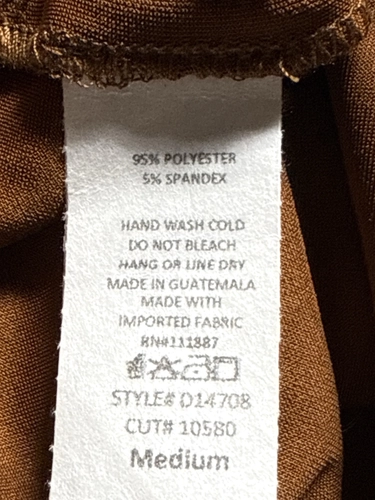 95% POLYESTER
5% SPANDEX
HAND WASH COLD
DO NOT BLEACH
HANG OR LINE DRY
MADE IN GUATEMALA
MADE WITH
IMPORTED FABRIC
RN#111887
STYLE# D14708
CUT# 10580
Medium